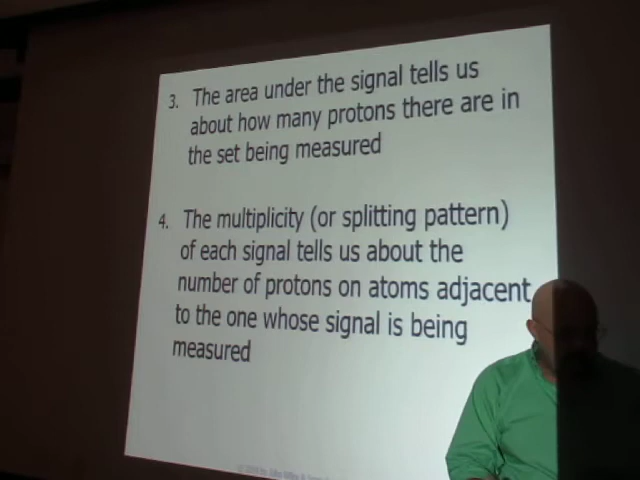 3. The area under the signal tells us
about how many protons there are in
the set being measured
4. The multiplicity (or splitting pattern)
of each signal tells us about the
number of protons on atoms adjacent
to the one whose signal is being
measured